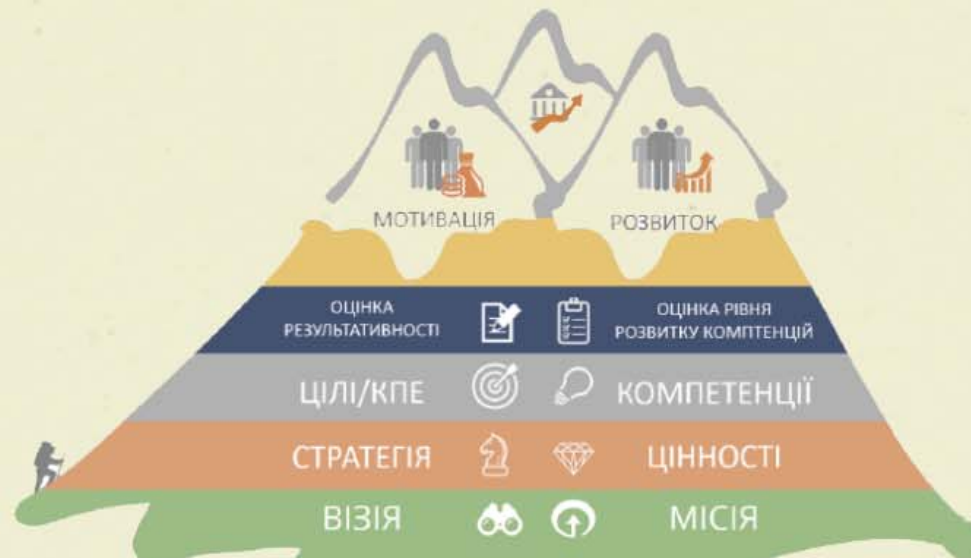 МОТИВАЦІЯ
РОЗВИТОК
ОЦІНКА
РЕЗУЛЬТАТИВНОСТІ
ОЦІНКА РІВНЯ
РОЗВИТКУ КОМПТЕНЦІЙ
ЦІЛІ/КПЕ
КОМПЕТЕНЦІЇ
СТРАТЕГІЯ
ЦІННОСТІ
ВІЗІЯ
МІСІЯ